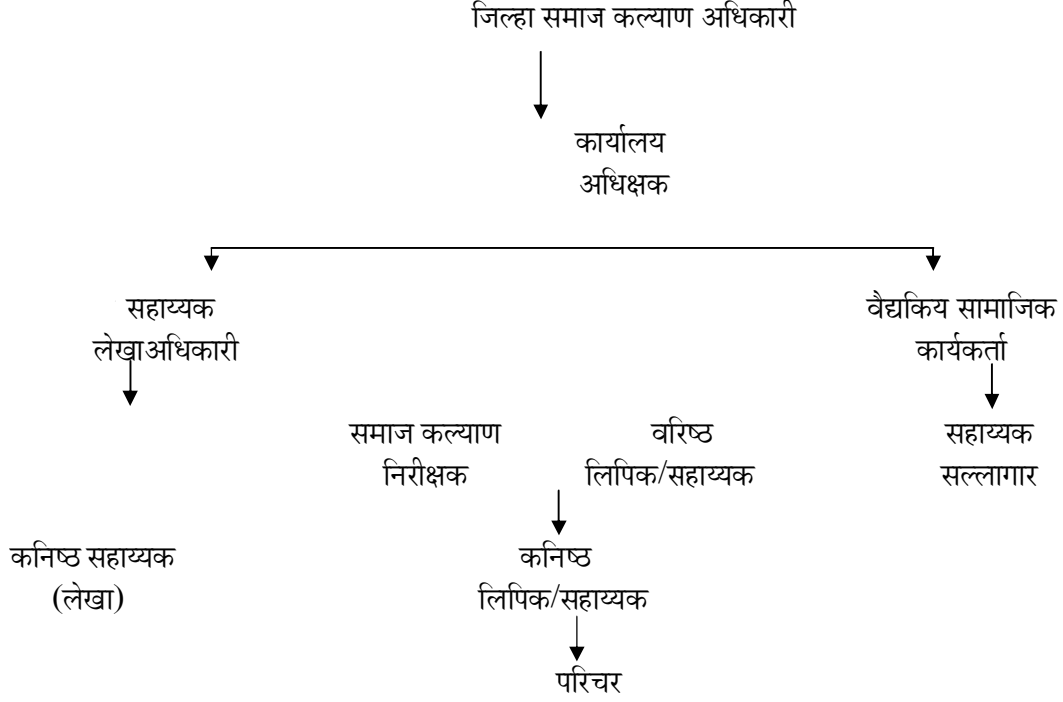 जिल्हा समाज कल्याण अधिकारी
कार्यालय
अधिक्षक
सहाय्यक
लेखाअधिकारी
वैद्यकिय सामाजिक
कार्यकर्ता
समाज कल्याण
निरीक्षक
वरिष्ठ
लिपिक/सहाय्यक
सहाय्यक
सल्लागार
कनिष्ठ सहाय्यक
(लेखा)
कनिष्ठ
लिपिक/सहाय्यक
परिचर